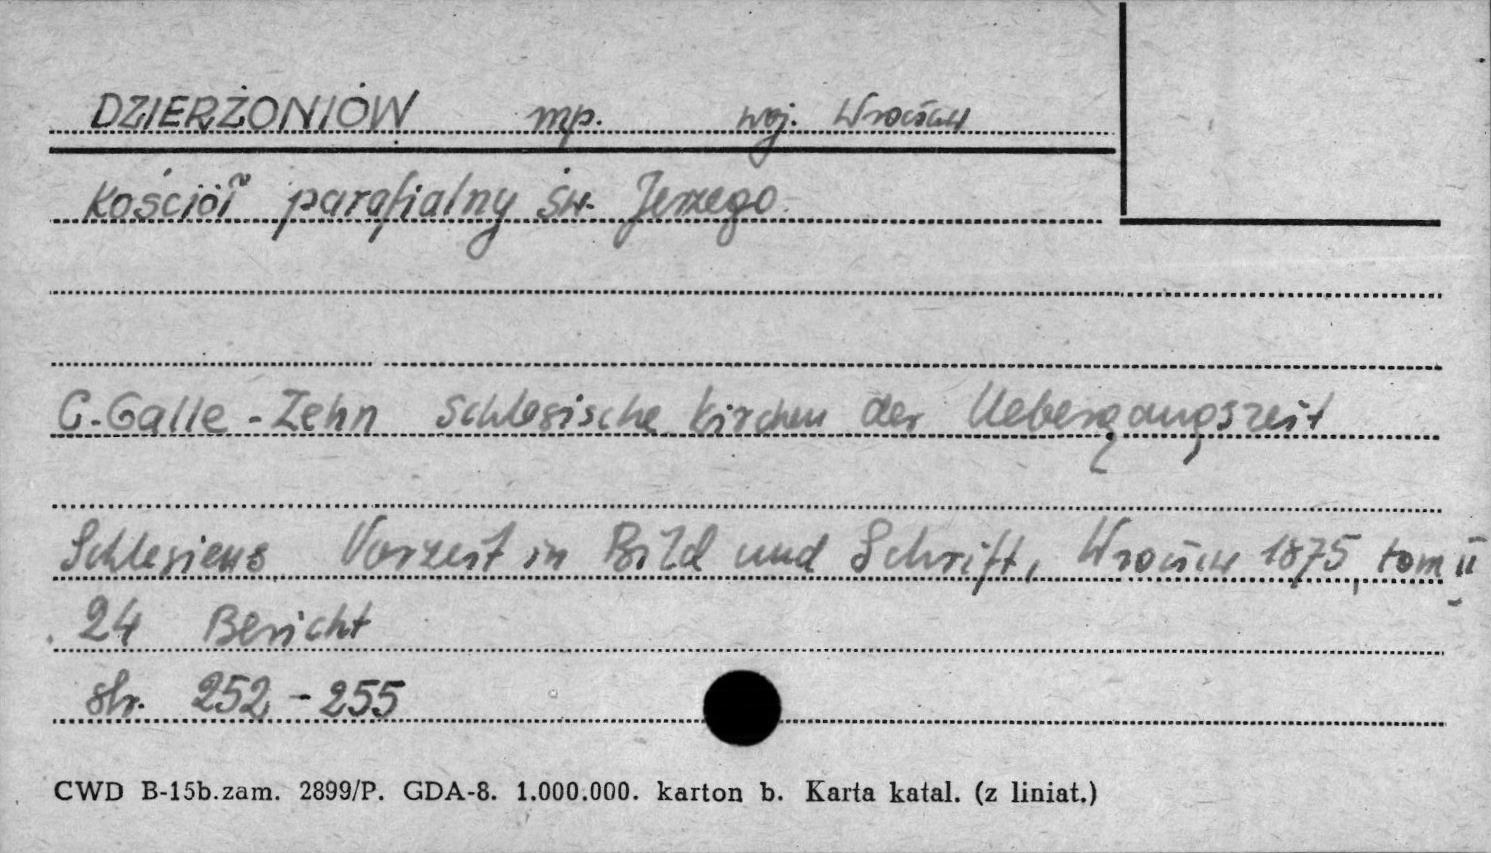 DZIERŻONIÓW mp. woj. Wrocław
Kościół parafialny św. Jerzego
C. Galle - Zehn schlesische Kirchen der Uebergangszeit
Schlesiens Vorzeit in Bild und Schrift, Wrocław 1875, tom II
24 Bericht
str. 252 - 255
CWD B-15b.zam. 2899/P. GDA-8. 1.000.000. karton b. Karta katal. (z liniat.)